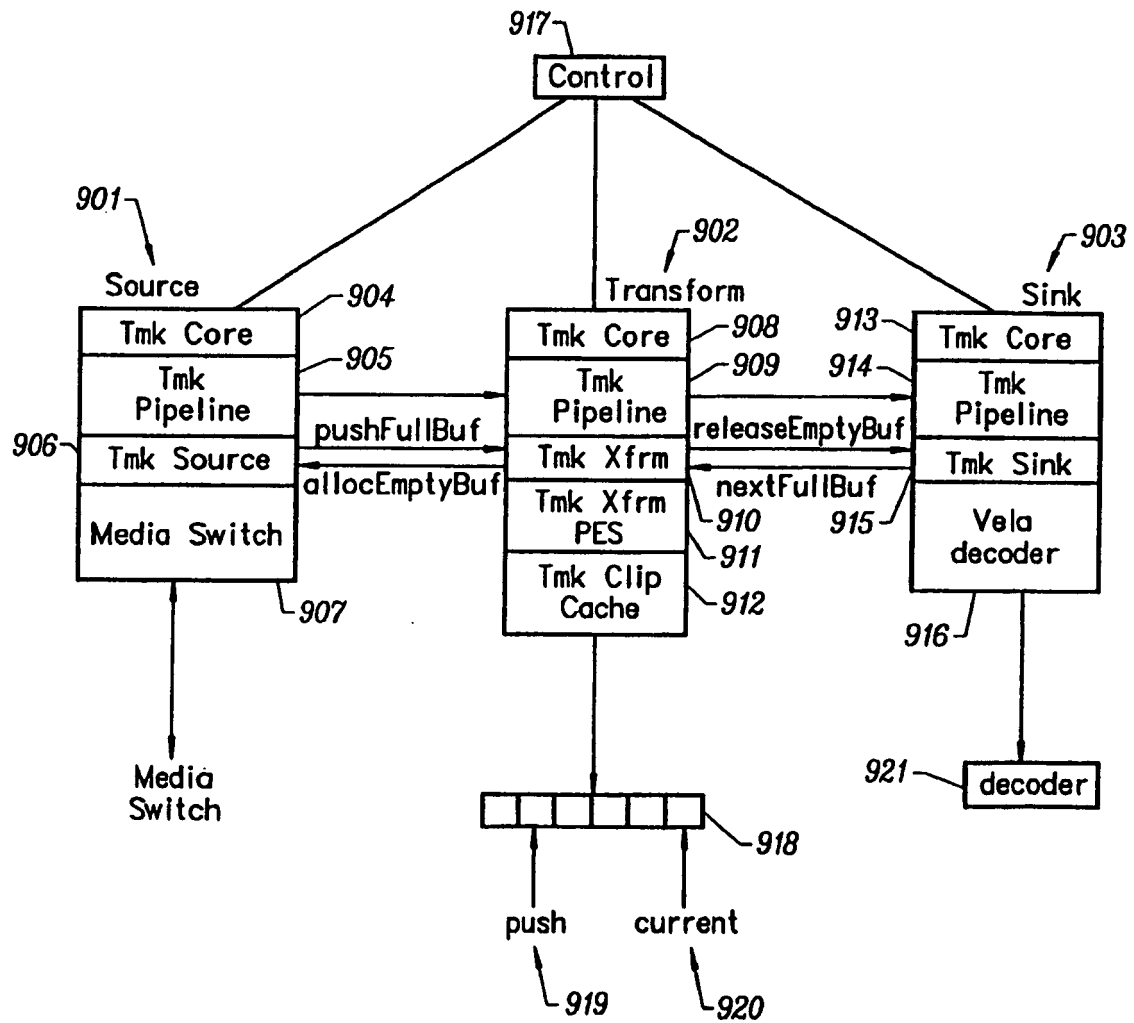 917
Control
901
902
903
Source
Transform
Sink
904
908
913
Tmk Core
Tmk Core
Tmk Core
905
909
914
Tmk
Pipeline
Tmk
Pipeline
Tmk
Pipeline
pushFullBuf
releaseEmptyBuf
906
Tmk Source
Tmk Xfrm
Tmk Sink
allocEmptyBuf
nextFullBuf
910
915
Media Switch
Tmk Xfrm
PES
Vela
decoder
911
Tmk Clip
Cache
907
912
916
Media
Switch
921
decoder
918
push
current
919
920